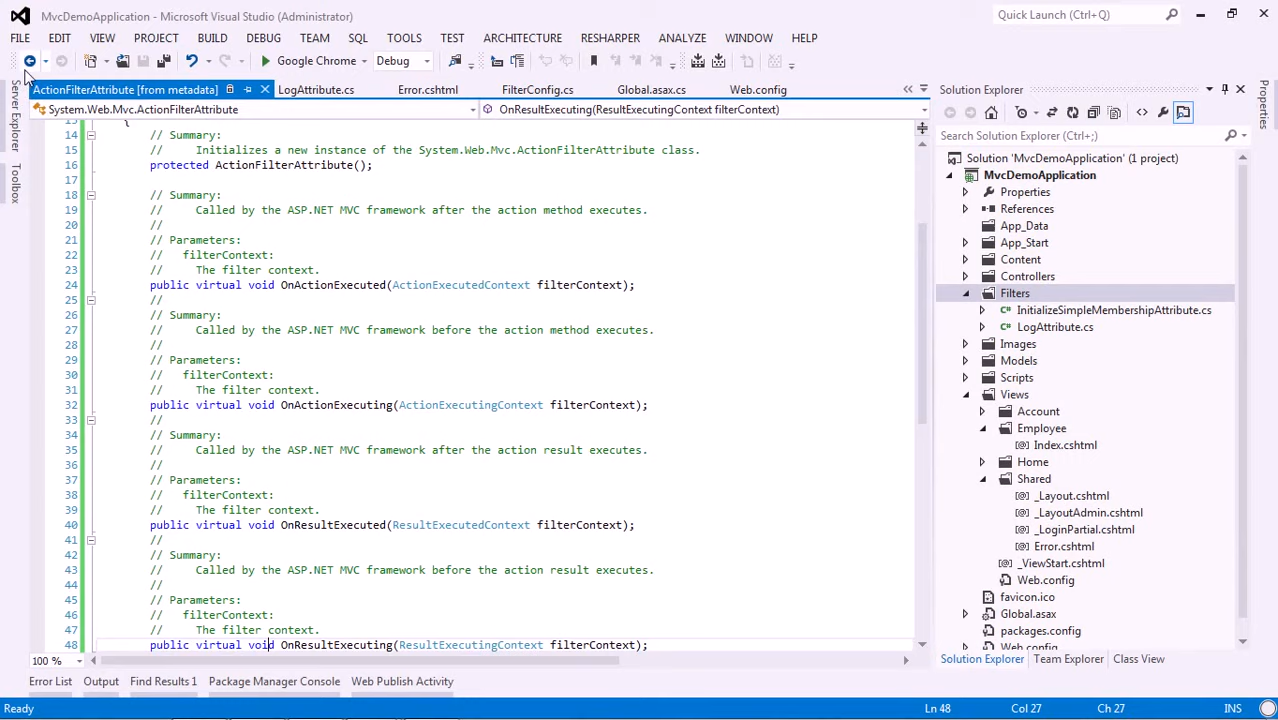 MvcDemoApplication - Microsoft Visual Studio (Administrator)
Quick Launch (Ctrl+Q)
FILE EDIT VIEW PROJECT BUILD DEBUG TEAM SQL TOOLS TEST ARCHITECTURE RESHARPER ANALYZE WINDOW HELP
Google Chrome Debug
ActionFilterAttribute [from metadata] LogAttribute.cs Error.cshtml FilterConfig.cs Global.asax.cs Web.config
System.Web.Mvc.ActionFilterAttribute OnResultExecuting(ResultExecutingContext filterContext)
Server Explorer
Toolbox
{
14 // Summary:
15 // Initializes a new instance of the System.Web.Mvc.ActionFilterAttribute class.
16 protected ActionFilterAttribute();
17
18 // Summary:
19 // Called by the ASP.NET MVC framework after the action method executes.
20 //
21 // Parameters:
22 // filterContext:
23 // The filter context.
24 public virtual void OnActionExecuted(ActionExecutedContext filterContext);
25 //
26 // Summary:
27 // Called by the ASP.NET MVC framework before the action method executes.
28 //
29 // Parameters:
30 // filterContext:
31 // The filter context.
32 public virtual void OnActionExecuting(ActionExecutingContext filterContext);
33 //
34 // Summary:
35 // Called by the ASP.NET MVC framework after the action result executes.
36 //
37 // Parameters:
38 // filterContext:
39 // The filter context.
40 public virtual void OnResultExecuted(ResultExecutedContext filterContext);
41 //
42 // Summary:
43 // Called by the ASP.NET MVC framework before the action result executes.
44 //
45 // Parameters:
46 // filterContext:
47 // The filter context.
48 public virtual void OnResultExecuting(ResultExecutingContext filterContext);
100 %
Solution Explorer
Search Solution Explorer (Ctrl+;)
Solution 'MvcDemoApplication' (1 project)
MvcDemoApplication
Properties
References
App_Data
App_Start
Content
Controllers
Filters
InitializeSimpleMembershipAttribute.cs
LogAttribute.cs
Images
Models
Scripts
Views
Account
Employee
Index.cshtml
Home
Shared
_Layout.cshtml
_LayoutAdmin.cshtml
_LoginPartial.cshtml
Error.cshtml
_ViewStart.cshtml
Web.config
favicon.ico
Global.asax
packages.config
Web.config
Solution Explorer Team Explorer Class View
Properties
Error List Output Find Results 1 Package Manager Console Web Publish Activity
Ready Ln 48 Col 27 Ch 27 INS